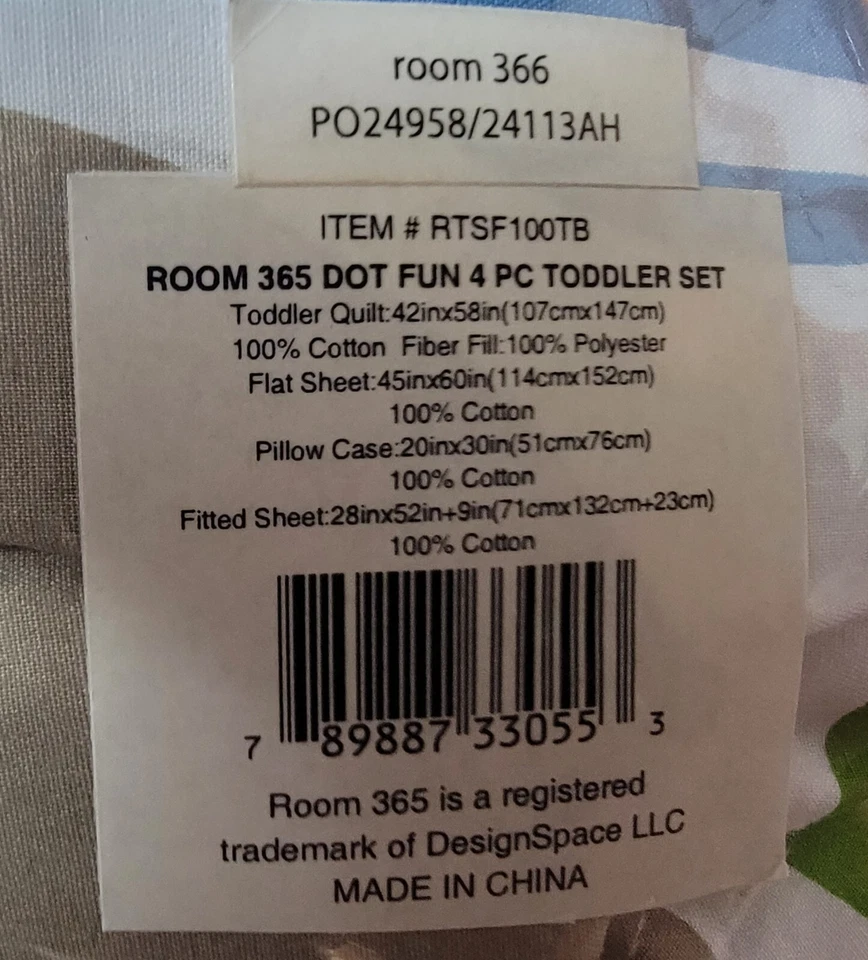 room 366
PO24958/24113AH
ITEM # RTSF100TB
ROOM 365 DOT FUN 4 PC TODDLER SET
Toddler Quilt:42inx58in(107cmx147cm)
100% Cotton Fiber Fill:100% Polyester
Flat Sheet:45inx60in(114cmx152cm)
100% Cotton
Pillow Case:20inx30in(51cmx76cm)
100% Cotton
Fitted Sheet:28inx52in+9in(71cmx132cm+23cm)
100% Cotton
7 89887 33055 3
Room 365 is a registered
trademark of DesignSpace LLC
MADE IN CHINA